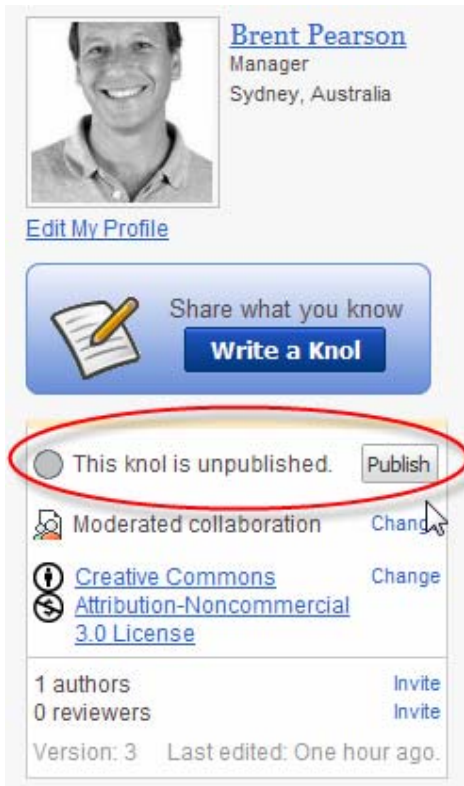 Brent Pearson
Manager
Sydney, Australia
Edit My Profile
Share what you know
Write a Knol
This knol is unpublished. Publish
Moderated collaboration Change
Creative Commons Change
Attribution-Noncommercial
3.0 License
1 authors Invite
0 reviewers Invite
Version: 3 Last edited: One hour ago.